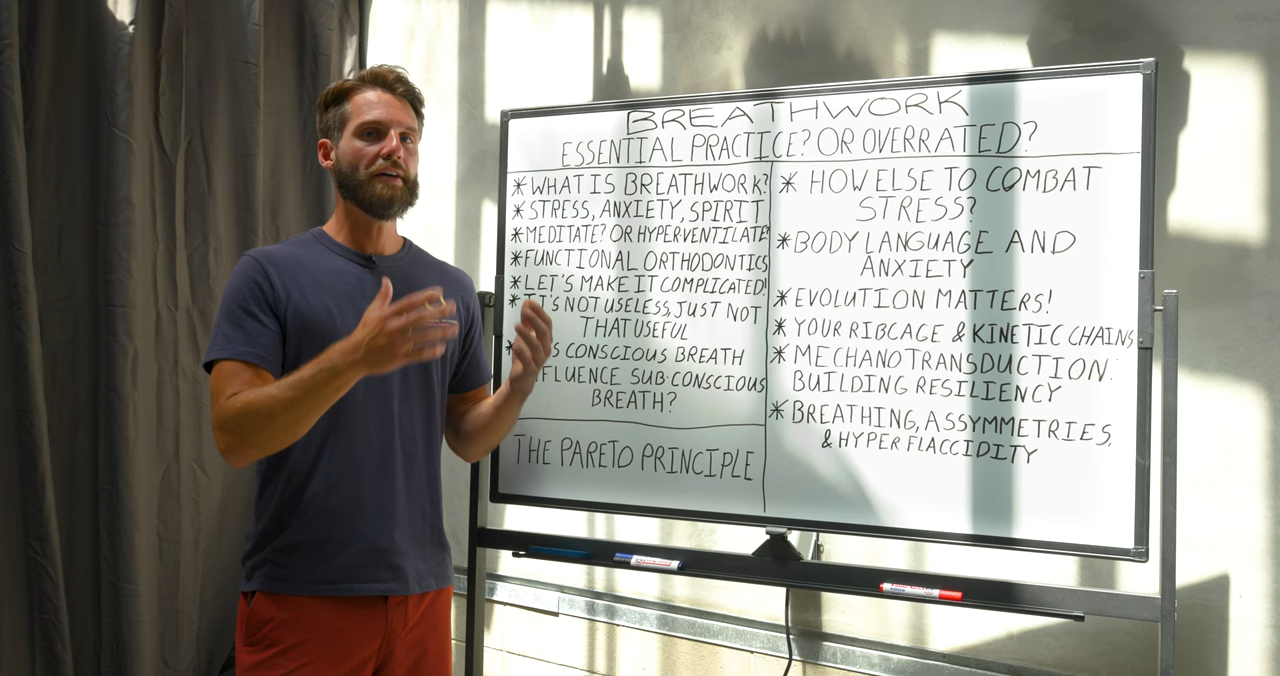 BREATHWORK
ESSENTIAL PRACTICE? OR OVERRATED?
* WHAT IS BREATHWORK?
* STRESS, ANXIETY, SPIRIT
* MEDITATE? OR HYPERVENTILATE?
* FUNCTIONAL ORTHODONTICS
* LET'S MAKE IT COMPLICATED!
* IT'S NOT USELESS, JUST NOT
THAT USEFUL
* CONSCIOUS BREATH
SUB-CONSCIOUS
BREATH?
THE PARETO PRINCIPLE
* HOW ELSE TO COMBAT
STRESS?
* BODY LANGUAGE AND
ANXIETY
* EVOLUTION MATTERS!
* YOUR RIBCAGE & KINETIC CHAINS
* MECHANOTRANSDUCTION:
BUILDING RESILIENCY
* BREATHING, ASSYMMETRIES,
& HYPER FLACCIDITY